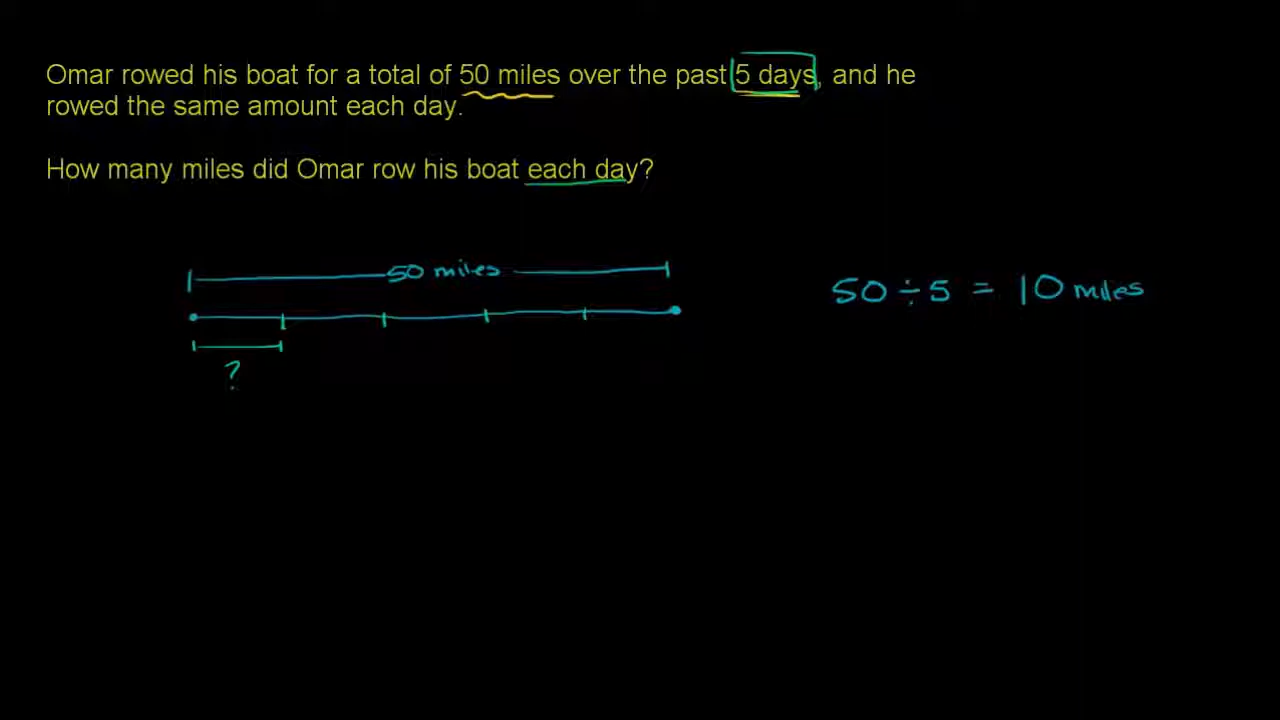 Omar rowed his boat for a total of 50 miles over the past 5 days, and he
rowed the same amount each day.
How many miles did Omar row his boat each day?
50 miles
50 ÷ 5 = 10 miles
?